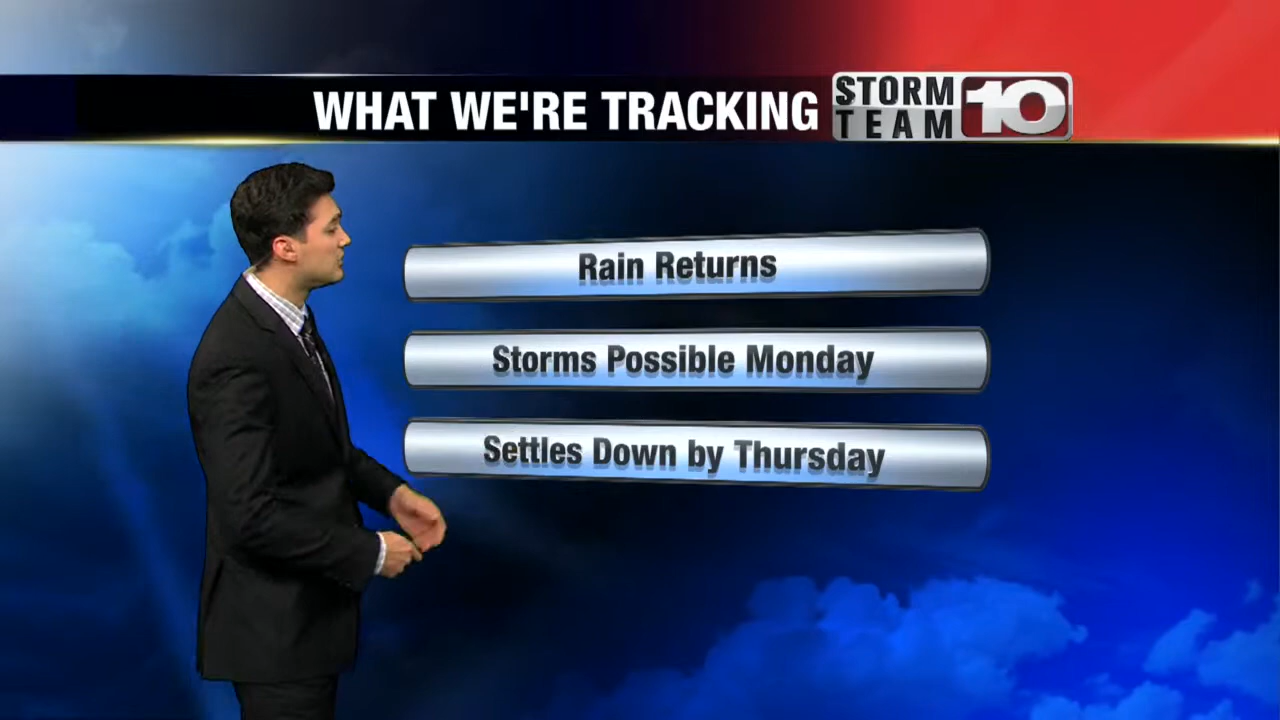 WHAT WE'RE TRACKING
STORM TEAM 10
Rain Returns
Storms Possible Monday
Settles Down by Thursday